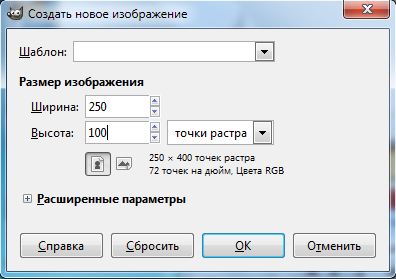 Создать новое изображение
Шаблон:
Размер изображения
Ширина: 250
Высота: 100 точки растра
250 × 400 точек растра
72 точек на дюйм, Цвета RGB
Расширенные параметры
Справка Сбросить OK Отменить